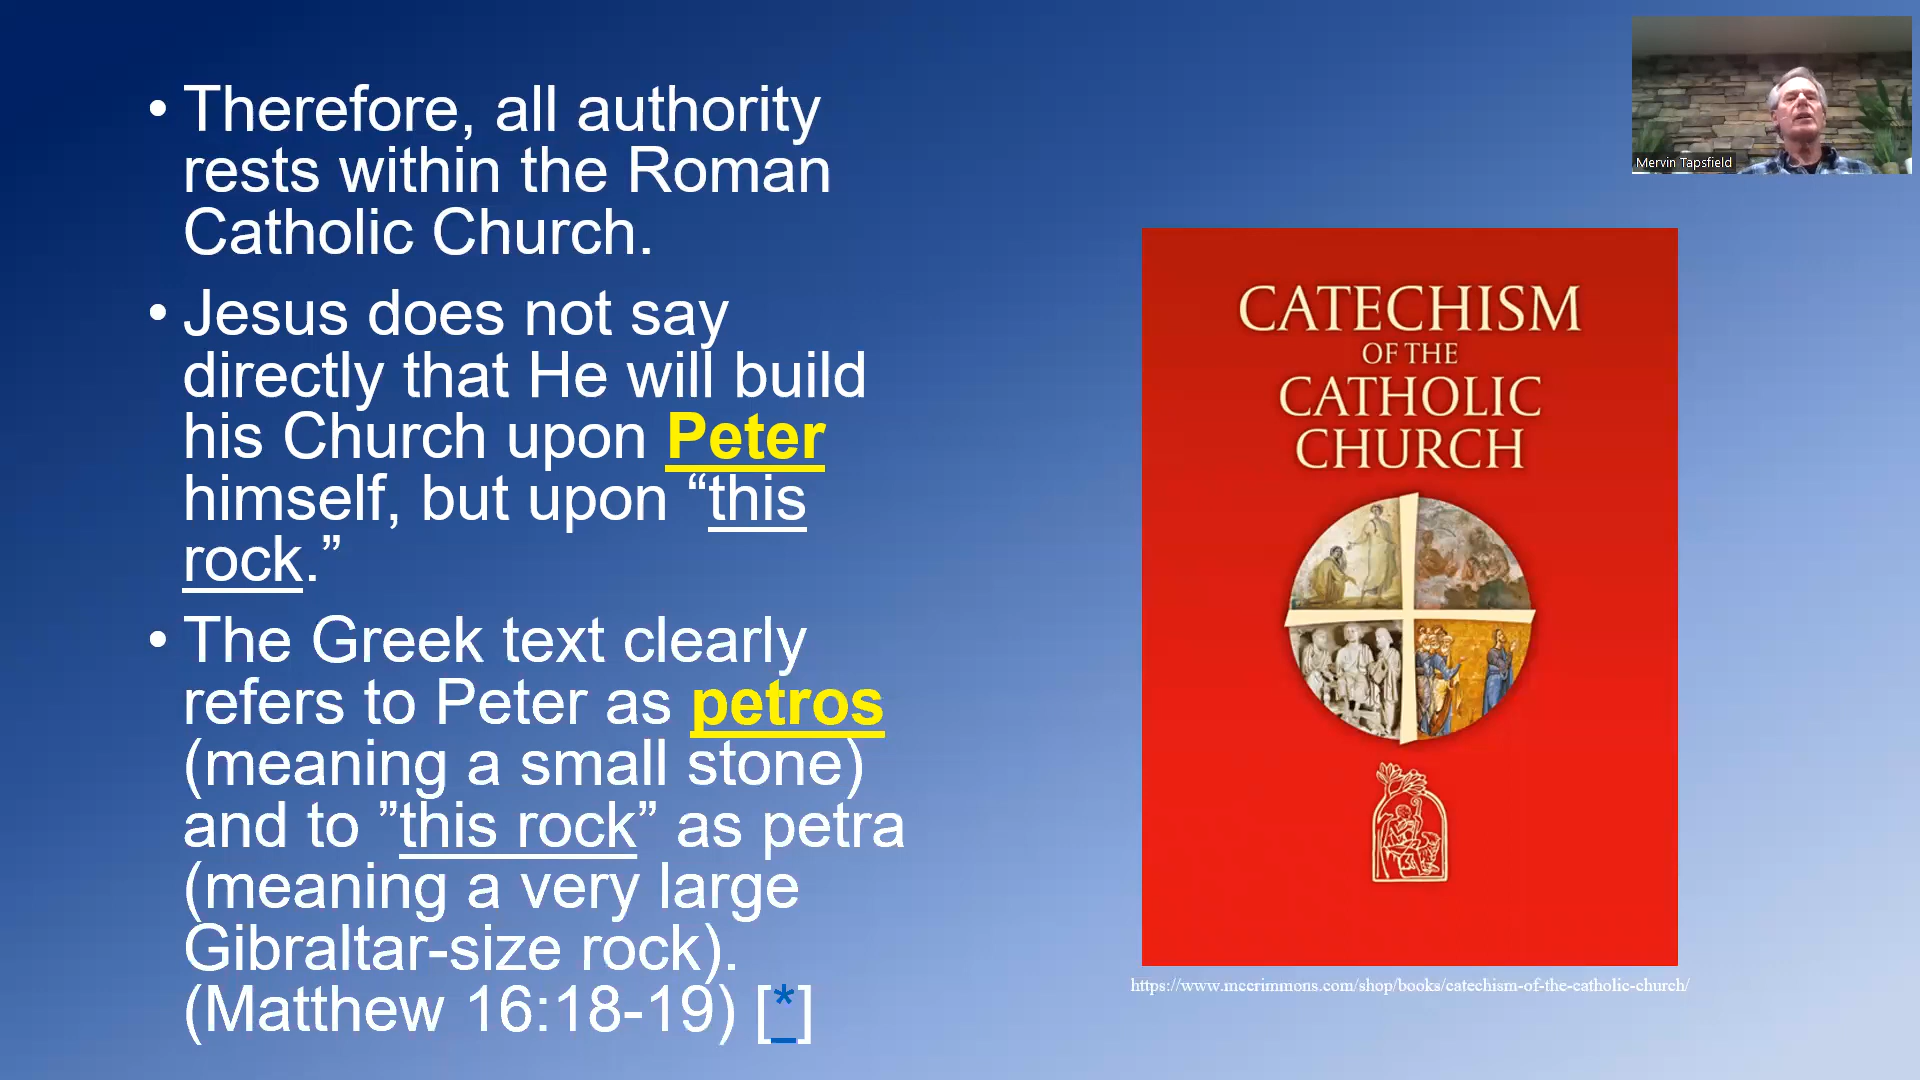 • Therefore, all authority
rests within the Roman
Catholic Church.
• Jesus does not say
directly that He will build
his Church upon Peter
himself, but upon “this
rock.”
• The Greek text clearly
refers to Peter as petros
(meaning a small stone)
and to ”this rock” as petra
(meaning a very large
Gibraltar-size rock).
(Matthew 16:18-19) [*]
Mervin Tapsfield
CATECHISM
OF THE
CATHOLIC
CHURCH
https://www.mccrimmons.com/shop/books/catechism-of-the-catholic-church/